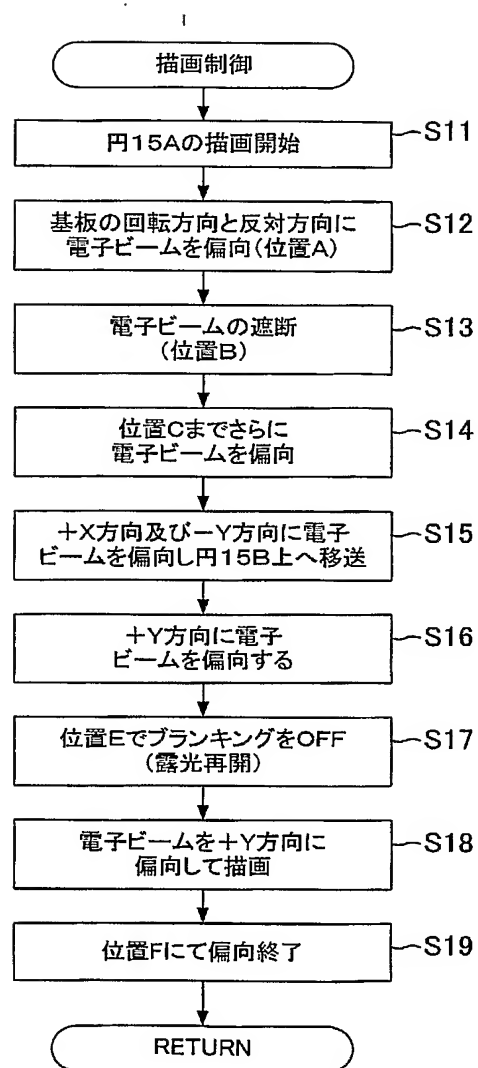 描画制御
円15Aの描画開始
S11
基板の回転方向と反対方向に
電子ビームを偏向(位置A)
S12
電子ビームの遮断
(位置B)
S13
位置Cまでさらに
電子ビームを偏向
S14
+X方向及び-Y方向に電子
ビームを偏向し円15B上へ移送
S15
+Y方向に電子
ビームを偏向する
S16
位置EでブランキングをOFF
(露光再開)
S17
電子ビームを+Y方向に
偏向して描画
S18
位置Fにて偏向終了
S19
RETURN